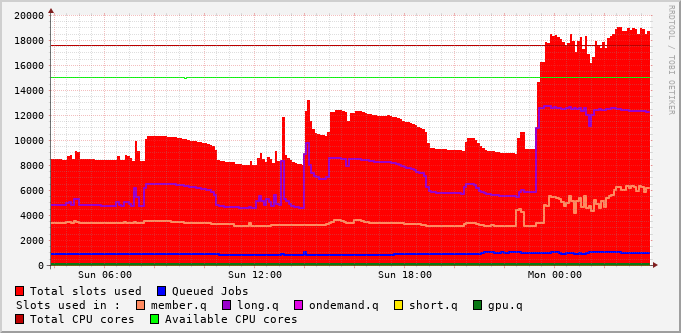 20000
18000
16000
14000
12000
10000
8000
6000
4000
2000
0
Sun 06:00 Sun 12:00 Sun 18:00 Mon 00:00
RRDTOOL / TOBI OETIKER
Total slots used Queued Jobs
Slots used in : member.q long.q ondemand.q short.q gpu.q
Total CPU cores Available CPU cores